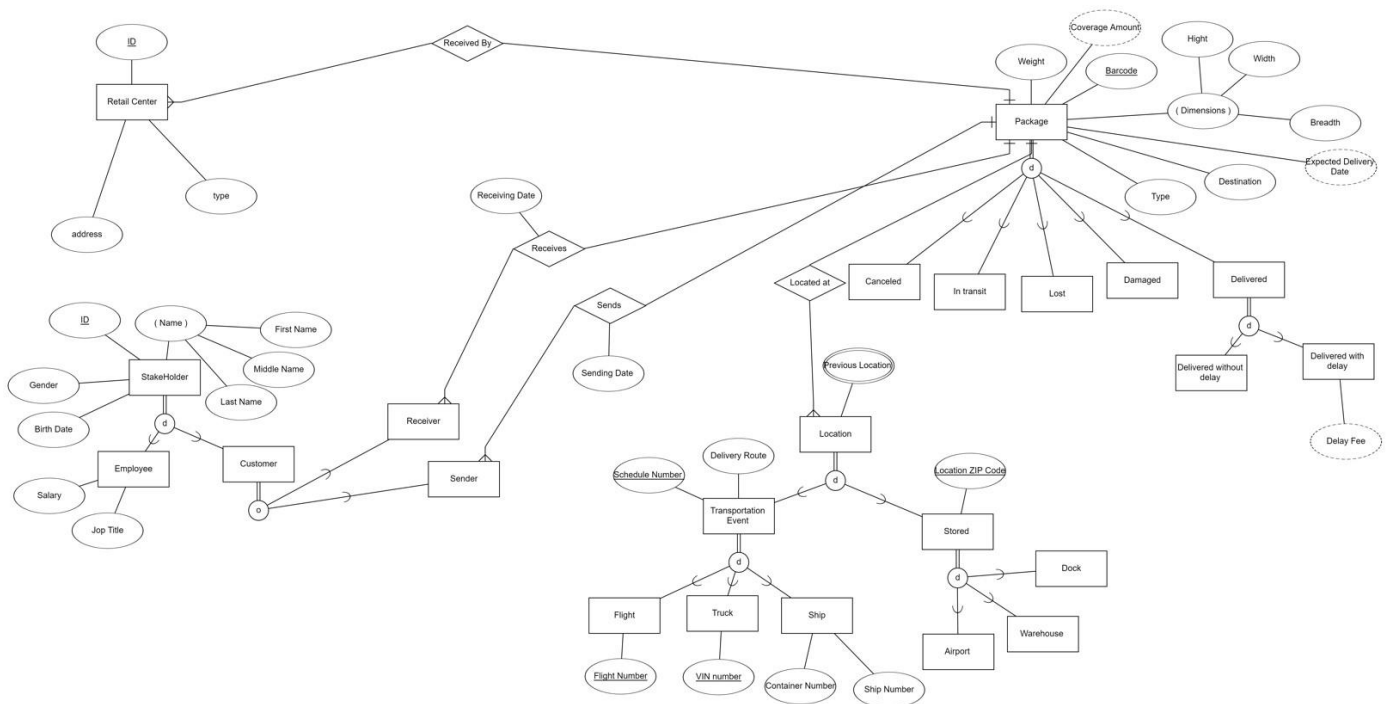 ID
Received By
Retail Center
type
address
Coverage Amount
Hight
Width
Weight
Barcode
( Dimensions )
Package
Breadth
Expected Delivery
Date
Destination
Type
d
Receiving Date
Receives
Located at
Canceled
In transit
Lost
Damaged
Delivered
d
Delivered without
delay
Delivered with
delay
Delay Fee
Sends
Sending Date
ID
( Name )
First Name
Middle Name
Last Name
StakeHolder
Gender
Birth Date
d
Employee
Customer
Salary
Jop Title
o
Receiver
Sender
Previous Location
Location
d
Delivery Route
Schedule Number
Transportation
Event
Location ZIP Code
Stored
d
d
Dock
Flight
Truck
Ship
Warehouse
Airport
Flight Number
VIN number
Container Number
Ship Number